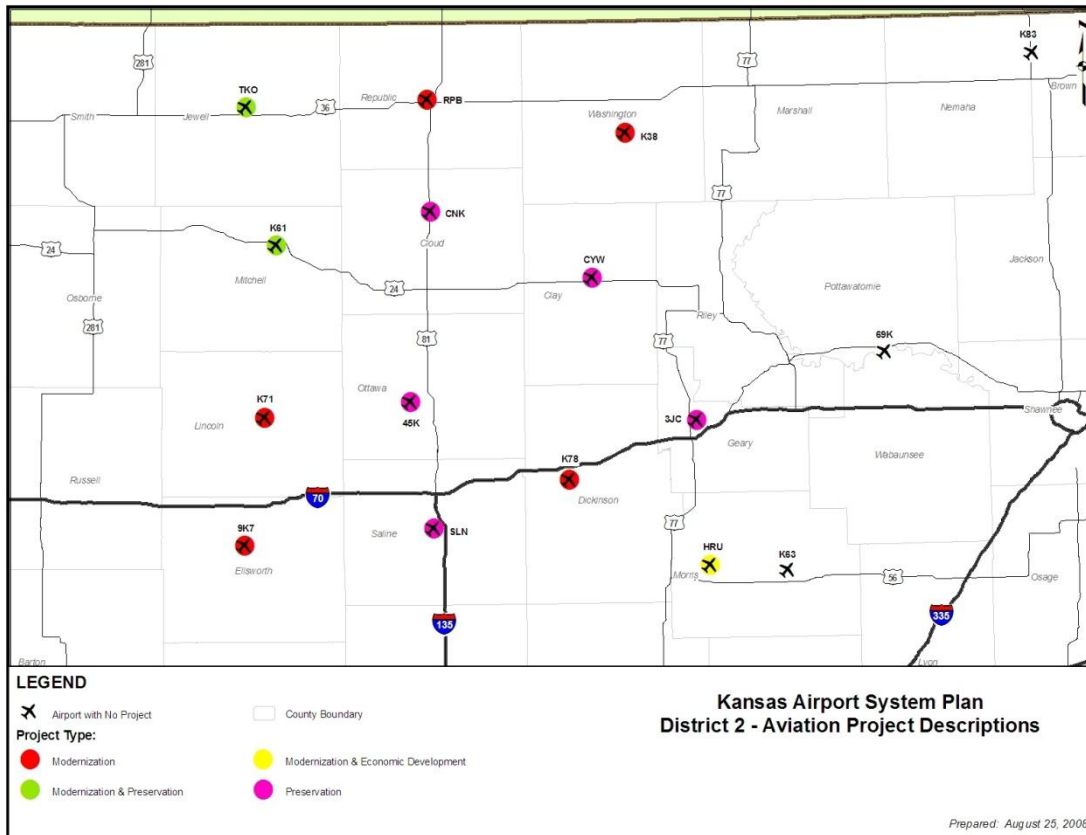 K83
281
77
77
TKO
Republic
RPB
Brown
36
Washington
Marshall
Nemaha
Smith
Jewell
K38
77
CNK
K61
Cloud
24
CYW
Jackson
Mitchell
24
Clay
Pottawatomie
Osborne
Riley
281
81
77
69K
Ottawa
K71
45K
3JC
Shawnee
Lincoln
Geary
K78
Wabaunsee
Russell
70
Dickinson
77
Saline
SLN
9K7
HRU
K63
Ellsworth
Morris
56
Osage
135
335
Barton
Lyon
LEGEND
Airport with No Project
County Boundary
Project Type:
Modernization
Modernization & Economic Development
Modernization & Preservation
Preservation
Kansas Airport System Plan
District 2 - Aviation Project Descriptions
Prepared: August 25, 2008